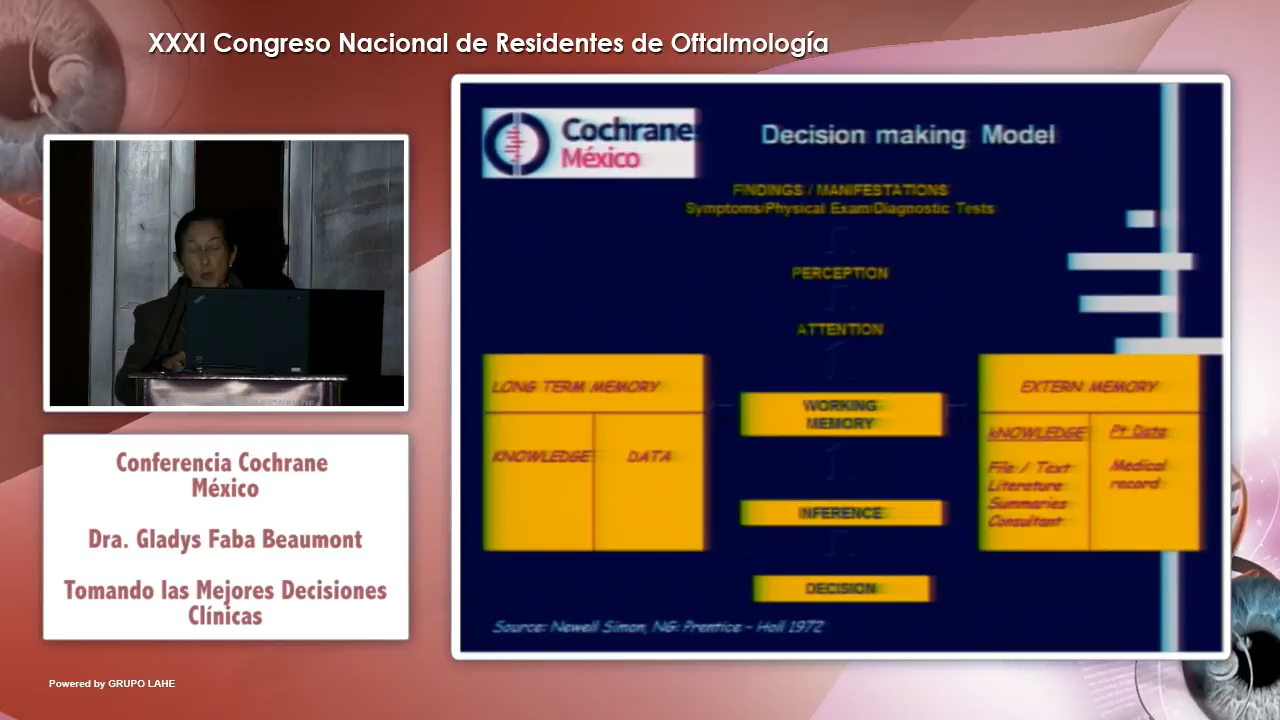 XXXI Congreso Nacional de Residentes de Oftalmología
Cochrane
México
Decision making Model
FINDINGS / MANIFESTATIONS
Symptoms/Physical Exam/Diagnostic Tests
PERCEPTION
ATTENTION
LONG TERM MEMORY
KNOWLEDGE
DATA
WORKING
MEMORY
INFERENCE
DECISION
EXTERN MEMORY
kNOWLEDGE
File / Text
Literature
Summaries
Consultant
Pt Data
Medical
record
Source: Newell Simon, NG: Prentice - Hall 1972
Conferencia Cochrane
México
Dra. Gladys Faba Beaumont
Tomando las Mejores Decisiones
Clínicas
Powered by GRUPO LAHE